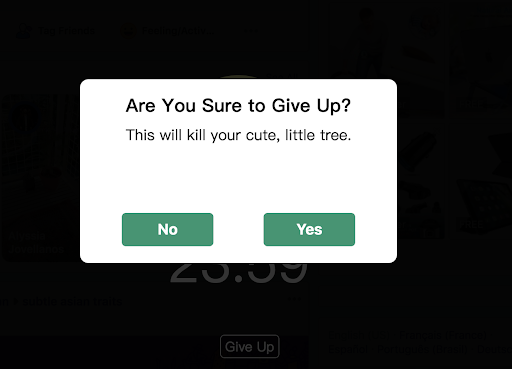 Are You Sure to Give Up?
This will kill your cute, little tree.
No
Yes
23:59
Give Up